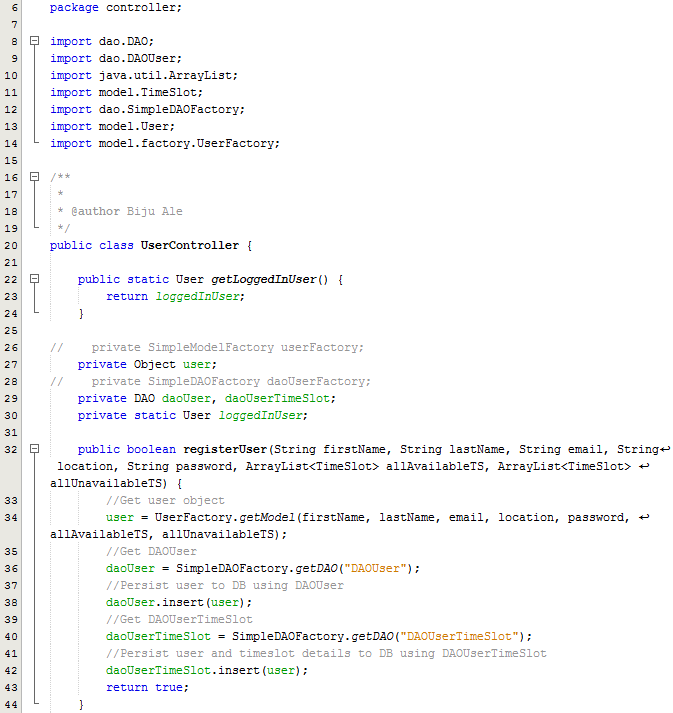 6 package controller;
7
8 import dao.DAO;
9 import dao.DAOUser;
10 import java.util.ArrayList;
11 import model.TimeSlot;
12 import dao.SimpleDAOFactory;
13 import model.User;
14 import model.factory.UserFactory;
15
16 /**
17 *
18 * @author Biju Ale
19 */
20 public class UserController {
21
22 public static User getLoggedInUser() {
23 return loggedInUser;
24 }
25
26 // private SimpleModelFactory userFactory;
27 private Object user;
28 // private SimpleDAOFactory daoUserFactory;
29 private DAO daoUser, daoUserTimeSlot;
30 private static User loggedInUser;
31
32 public boolean registerUser(String firstName, String lastName, String email, String↩
location, String password, ArrayList<TimeSlot> allAvailableTS, ArrayList<TimeSlot> ↩
allUnavailableTS) {
33 //Get user object
34 user = UserFactory.getModel(firstName, lastName, email, location, password, ↩
allAvailableTS, allUnavailableTS);
35 //Get DAOUser
36 daoUser = SimpleDAOFactory.getDAO("DAOUser");
37 //Persist user to DB using DAOUser
38 daoUser.insert(user);
39 //Get DAOUserTimeSlot
40 daoUserTimeSlot = SimpleDAOFactory.getDAO("DAOUserTimeSlot");
41 //Persist user and timeslot details to DB using DAOUserTimeSlot
42 daoUserTimeSlot.insert(user);
43 return true;
44 }